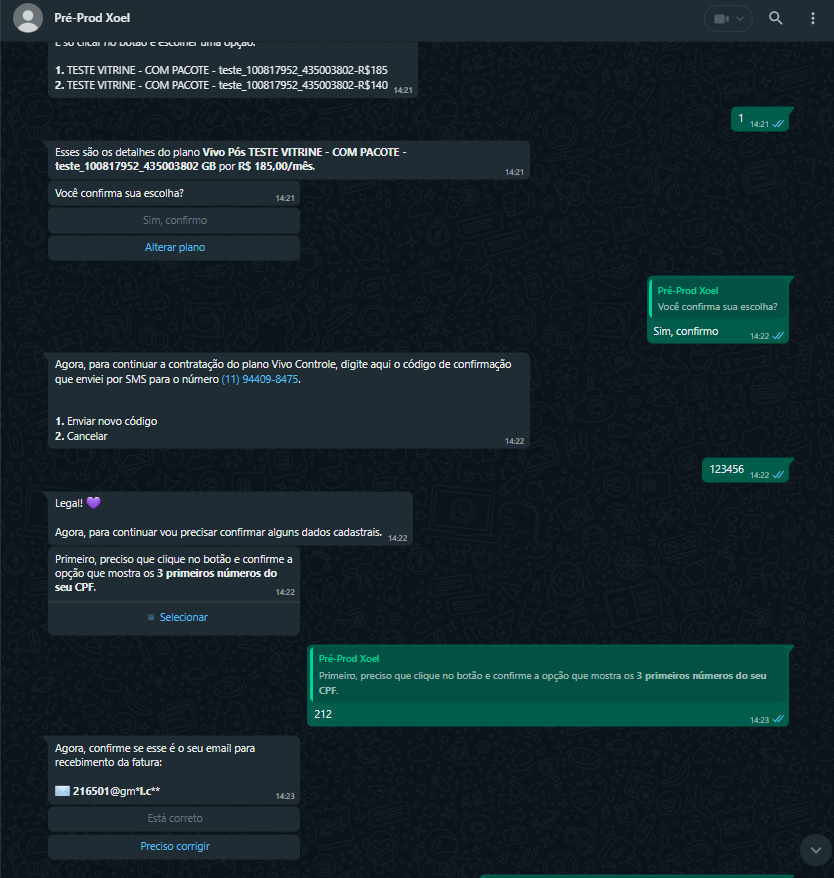 Pré-Prod Xoel
É só clicar no botão e escolher uma opção.
1. TESTE VITRINE - COM PACOTE - teste_100817952_435003802-R$185
2. TESTE VITRINE - COM PACOTE - teste_100817952_435003802-R$140
14:21
1
14:21
Esses são os detalhes do plano Vivo Pós TESTE VITRINE - COM PACOTE -
teste_100817952_435003802 GB por R$ 185,00/mês.
14:21
Você confirma sua escolha?
14:21
Sim, confirmo
Alterar plano
Pré-Prod Xoel
Você confirma sua escolha?
Sim, confirmo
14:22
Agora, para continuar a contratação do plano Vivo Controle, digite aqui o código de confirmação
que enviei por SMS para o número (11) 94409-8475.
1. Enviar novo código
2. Cancelar
14:22
123456
14:22
Legal! 💜
Agora, para continuar vou precisar confirmar alguns dados cadastrais.
14:22
Primeiro, preciso que clique no botão e confirme a
opção que mostra os 3 primeiros números do
seu CPF.
14:22
Selecionar
Pré-Prod Xoel
Primeiro, preciso que clique no botão e confirme a opção que mostra os 3 primeiros números do seu
CPF.
212
14:23
Agora, confirme se esse é o seu email para
recebimento da fatura:
✉️ 216501@gm*l.c**
14:23
Está correto
Preciso corrigir